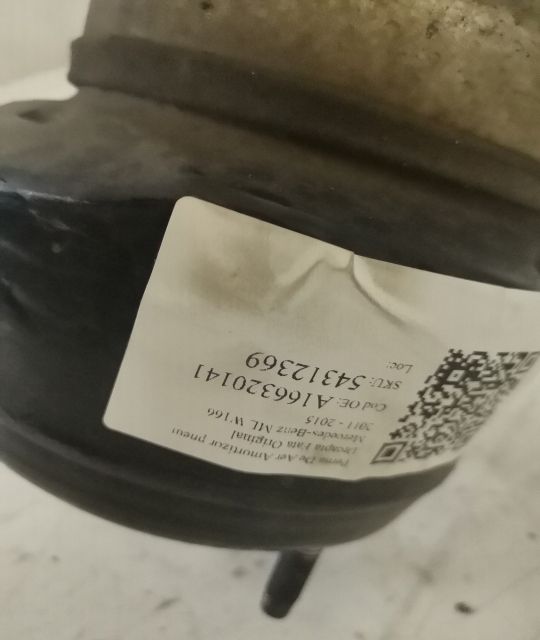 Perna De Aer Amortizor pneu
Dreapta Fata Original
Mercedes-Benz ML W166
2011 - 2015
Cod OE: A166320141
SKU: 54312369
Loc: